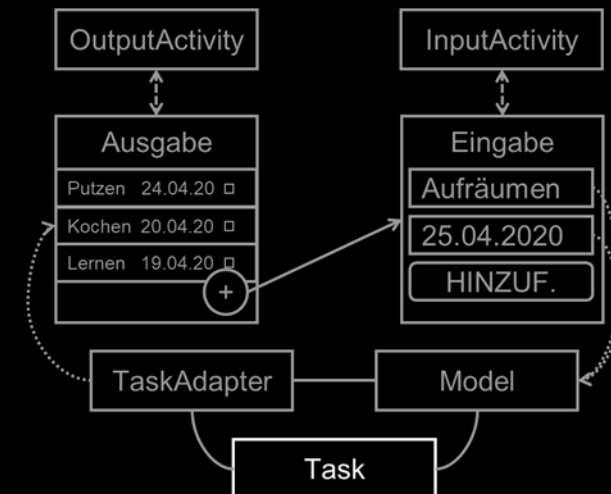 OutputActivity
InputActivity
Ausgabe
Putzen 24.04.20
Kochen 20.04.20
Lernen 19.04.20
+
Eingabe
Aufräumen
25.04.2020
HINZUF.
TaskAdapter
Model
Task